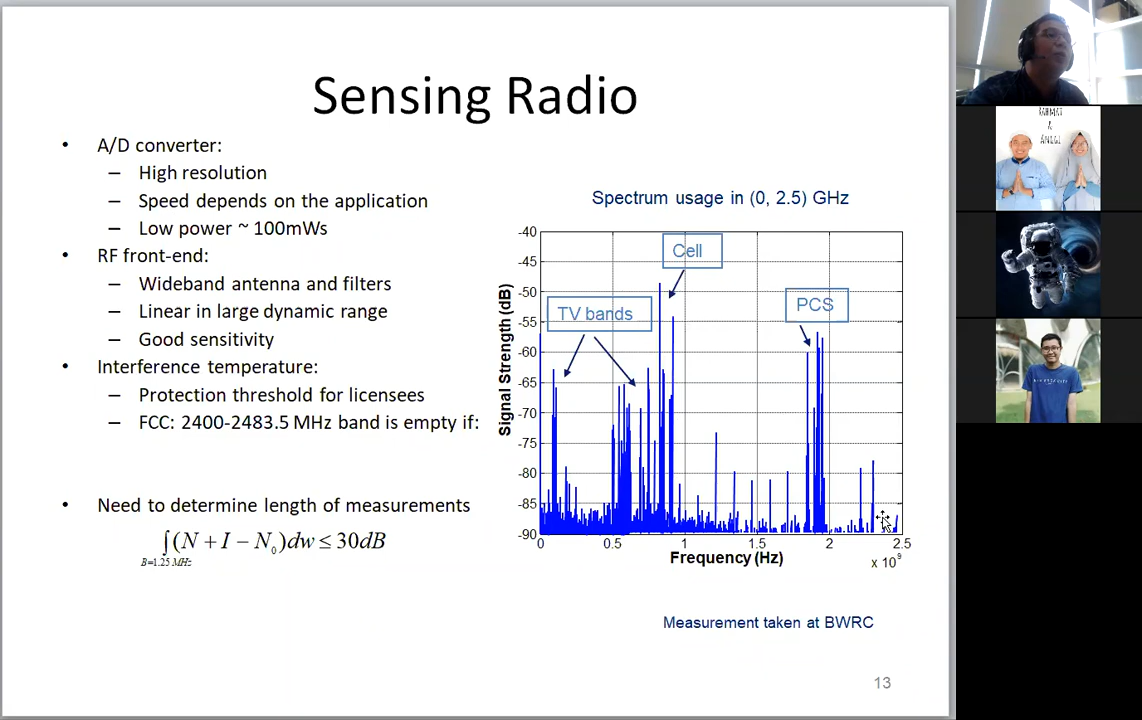 Sensing Radio
• A/D converter:
– High resolution
– Speed depends on the application
– Low power ~ 100mWs
• RF front-end:
– Wideband antenna and filters
– Linear in large dynamic range
– Good sensitivity
• Interference temperature:
– Protection threshold for licensees
– FCC: 2400-2483.5 MHz band is empty if:
• Need to determine length of measurements
∫(N + I − N₀)dw ≤ 30dB
B=1.25 MHz
Spectrum usage in (0, 2.5) GHz
Signal Strength (dB)
-40
-45
-50
-55
-60
-65
-70
-75
-80
-85
-90
TV bands
Cell
PCS
0
0.5
1
1.5
2
2.5
Frequency (Hz)
x 10⁹
Measurement taken at BWRC
13
RAHMAT
&
ANGGI